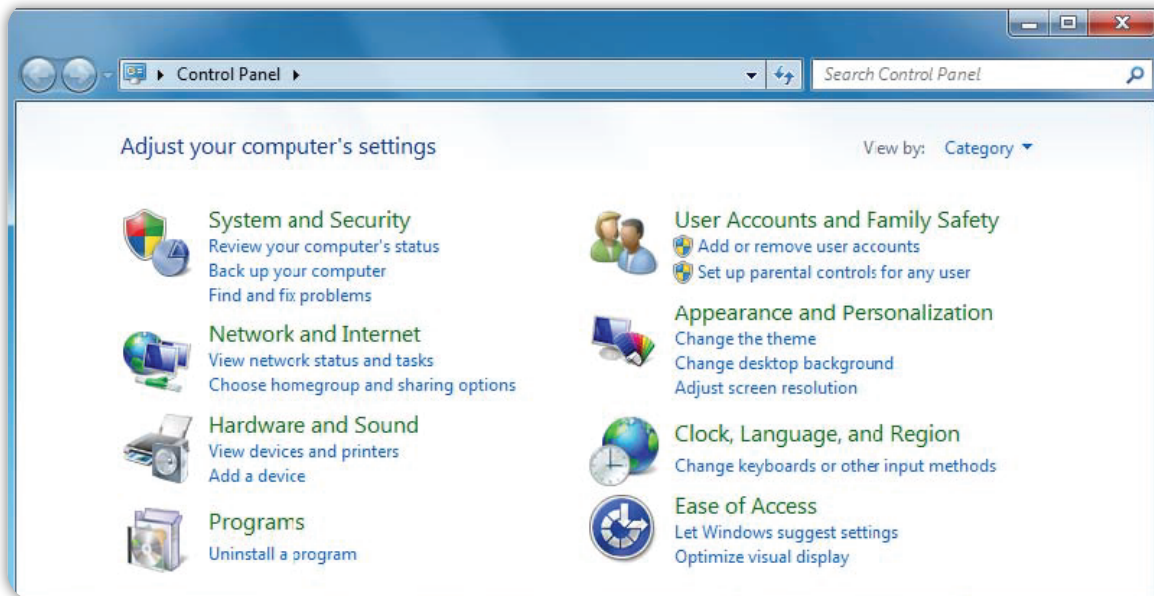 Control Panel
Search Control Panel
Adjust your computer's settings
View by: Category
System and Security
Review your computer's status
Back up your computer
Find and fix problems
Network and Internet
View network status and tasks
Choose homegroup and sharing options
Hardware and Sound
View devices and printers
Add a device
Programs
Uninstall a program
User Accounts and Family Safety
Add or remove user accounts
Set up parental controls for any user
Appearance and Personalization
Change the theme
Change desktop background
Adjust screen resolution
Clock, Language, and Region
Change keyboards or other input methods
Ease of Access
Let Windows suggest settings
Optimize visual display